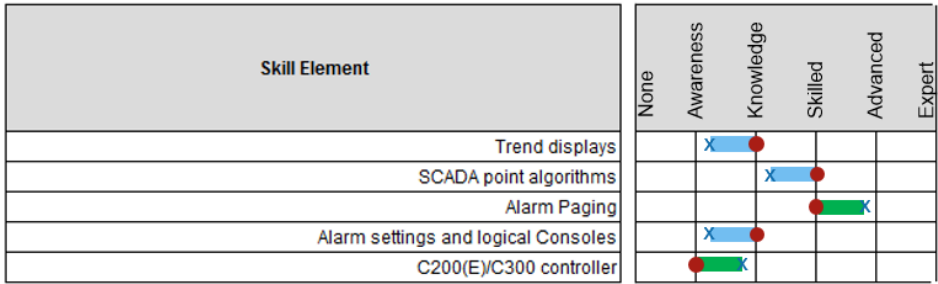 Skill Element
None
Awareness
Knowledge
Skilled
Advanced
Expert
Trend displays
X
SCADA point algorithms
X
Alarm Paging
X
Alarm settings and logical Consoles
X
C200(E)/C300 controller
X